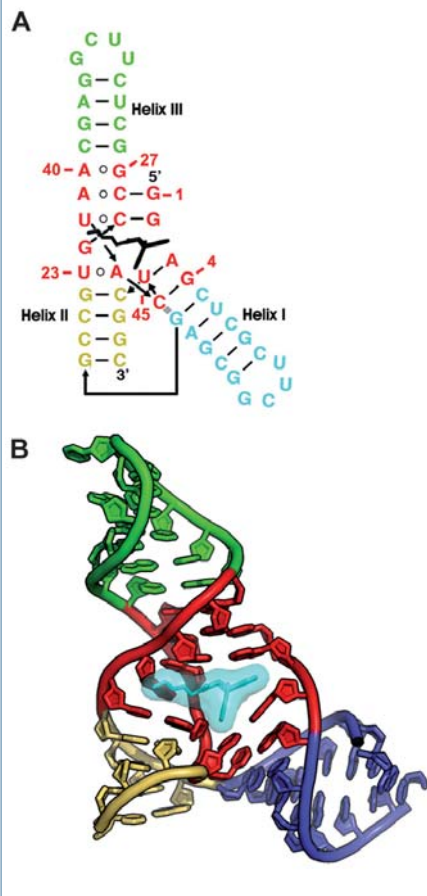 A
C U
G U
G – C
A – U
G – C Helix III
C – G
40 – A ○ G – 27
5'
A ○ C – G – 1
U ○ C – G
G
A 4
23 – U ○ A U – G
G C 45 C C
Helix II C G G U Helix I
C G A C
G C G G
3' C C
G U
G C U
B